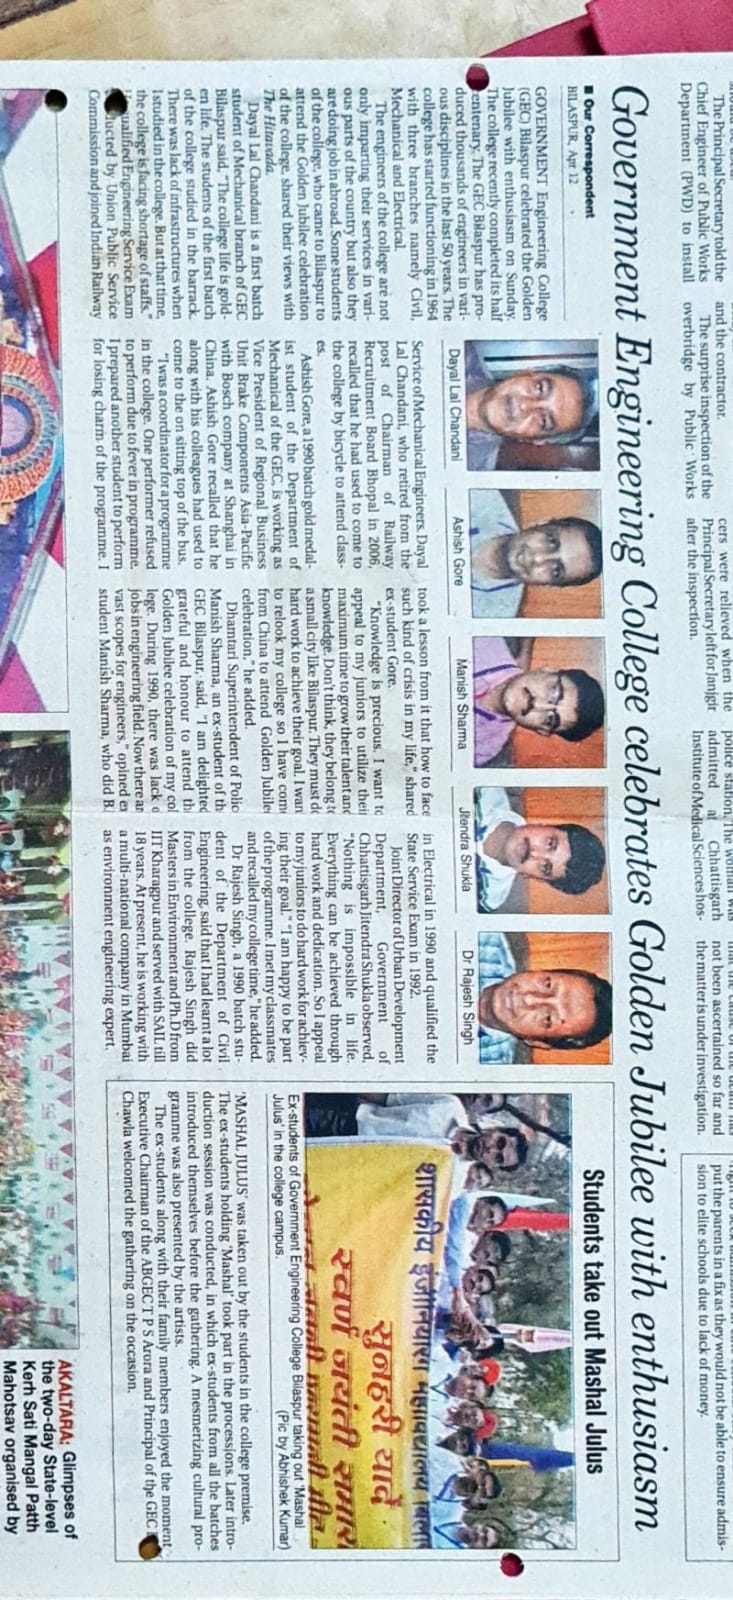 The Principal Secretary told the
Chief Engineer of Public Works
Department (PWD) to install
and the contractor.
The surprise inspection of the
overbridge by Public Works
cers were relieved when the
Principal Secretary left for Janjgir
after the inspection.
police station. The woman was
admitted at Chhattisgarh
Institute of Medical Sciences hos-
not been ascertained so far and
the matter is under investigation.
put the parents in a fix as they would not be able to ensure admis-
sion to elite schools due to lack of money.
Government Engineering College celebrates Golden Jubilee with enthusiasm
■ Our Correspondent
BILASPUR, Apr 12
GOVERNMENT Engineering College
(GEC) Bilaspur celebrated the Golden
Jubilee with enthusiasm on Sunday.
The college recently completed its half
centenary. The GEC Bilaspur has pro-
duced thousands of engineers in vari-
ous disciplines in the last 50 years. The
college has started functioning in 1964
with three branches namely Civil,
Mechanical and Electrical.
The engineers of the college are not
only imparting their services in vari-
ous parts of the country but also they
are doing job in abroad. Some students
of the college, who came to Bilaspur to
attend the Golden Jubilee celebration
of the college, shared their views with
The Hitavada.
Dayal Lal Chandani is a first batch
student of Mechanical branch of GEC
Bilaspur said, "The college life is gold-
en life. The students of the first batch
of the college studied in the barrack.
There was lack of infrastructures when
I studied in the college. But at that time,
the college is facing shortage of staffs."
qualified Engineering Service Exam
ducted by Union Public Service
Commission and joined Indian Railway
Dayal Lal Chandani
Ashish Gore
Manish Sharma
Jitendra Shukla
Dr Rajesh Singh
Service of Mechanical Engineers. Dayal
Lal Chandani, who retired from the
post of Chairman of Railway
Recruitment Board Bhopal in 2006,
recalled that he had used to come to
the college by bicycle to attend class-
es.
Ashish Gore, a 1990 batch gold medal-
ist student of the Department of
Mechanical of the GEC, is working as
Vice President of Regional Business
Unit Brake Components Asia-Pacific
with Bosch company at Shanghai in
China. Ashish Gore recalled that he
along with his colleagues had used to
come to the on sitting top of the bus.
"I was a coordinator for a programme
in the college. One performer refused
to perform due to fever in programme.
I prepared another student to perform
for losing charm of the programme. I
took a lesson from it that how to face
such kind of crisis in my life," shared
ex-student Gore.
"Knowledge is precious. I want to
appeal to my juniors to utilize their
maximum time to grow their talent and
knowledge. Don't think, they belong to
a small city like Bilaspur. They must do
hard work to achieve their goal. I wan
to relook my college so I have com
from China to attend Golden Jubile
celebration," he added.
Dhamtari Superintendent of Polic
Manish Sharma, an ex-student of th
GEC Bilaspur, said, "I am delighted
grateful and honour to attend th
Golden Jubilee celebration of my col
lege. During 1990, there was lack o
jobs in engineering field. Now there ar
vast scopes for engineers," opined ex
student Manish Sharma, who did B.
in Electrical in 1990 and qualified the
State Service Exam in 1992.
Joint Director of Urban Development
Department, Government of
Chhattisgarh Jitendra Shukla observed,
"Nothing is impossible in life.
Everything can be achieved through
hard work and dedication. So I appeal
to my juniors to do hard work for achiev-
ing their goal." "I am happy to be part
of the programme. I met my classmates
and recalled my college time," he added.
Dr Rajesh Singh, a 1990 batch stu-
dent of the Department of Civil
Engineering, said that I had learnt a lot
from the college. Rajesh Singh did
Masters in Environment and Ph.D from
IIT Kharagpur and served with SAIL till
18 years. At present, he is working with
a multi-national company in Mumbai
as environment engineering expert.
Students take out Mashal Julus
शासकीय इंजीनियरिंग महाविद्यालय बिला
सुनहरी यादें
स्वर्ण जयंती समार
Ex-students of Government Engineering College Bilaspur taking out 'Mashal
Julus' in the college campus. (Pic by Abhishek Kumar)
'MASHAL JULUS' was taken out by the students in the college premise.
The ex-students holding 'Mashal' took part in the processions. Later intro-
duction session was conducted, in which ex-students from all the batches
introduced themselves before the gathering. A mesmerizing cultural pro-
gramme was also presented by the artists.
The ex-students along with their family members enjoyed the moment
Executive Chairman of the ABGEC T P S Arora and Principal of the GEC
Chawla welcomed the gathering on the occasion.
AKALTARA: Glimpses of
the two-day State-level
Kerh Sati Mangal Patth
Mahotsav organised by